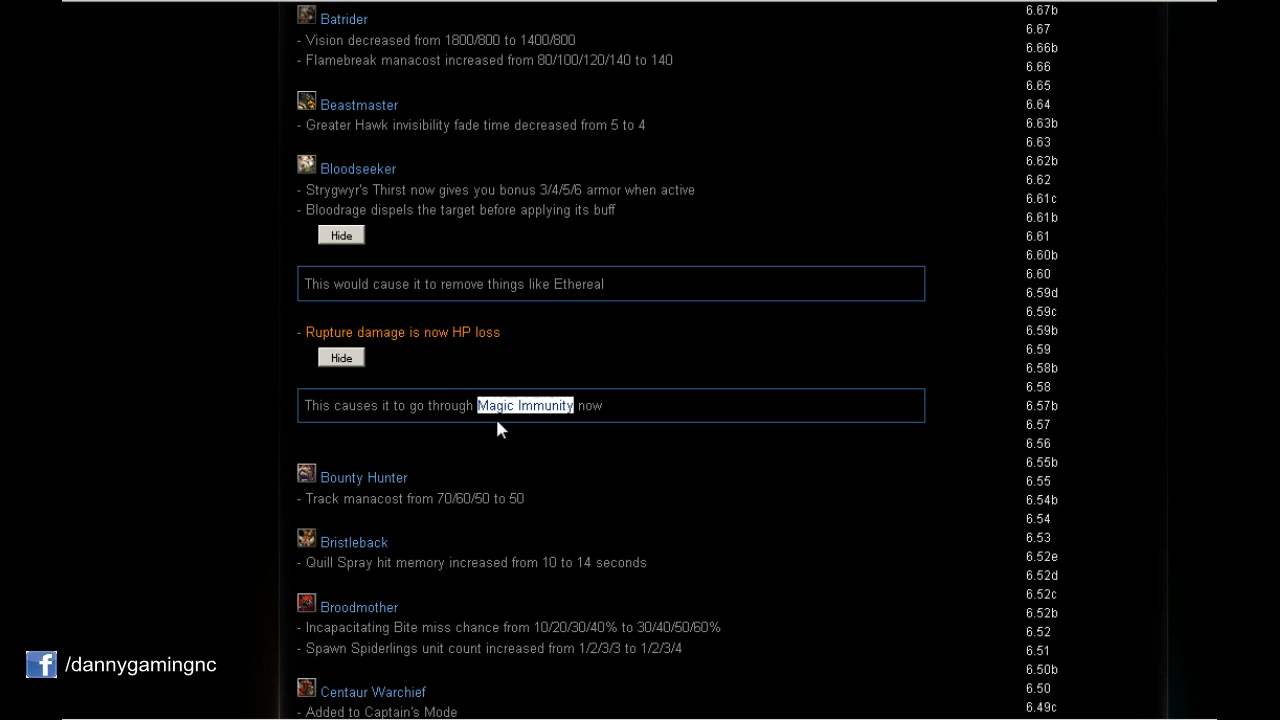 Batrider
- Vision decreased from 1800/800 to 1400/800
- Flamebreak manacost increased from 80/100/120/140 to 140
Beastmaster
- Greater Hawk invisibility fade time decreased from 5 to 4
Bloodseeker
- Strygwyr's Thirst now gives you bonus 3/4/5/6 armor when active
- Bloodrage dispels the target before applying its buff
Hide
This would cause it to remove things like Ethereal
- Rupture damage is now HP loss
Hide
This causes it to go through Magic Immunity now
Bounty Hunter
- Track manacost from 70/60/50 to 50
Bristleback
- Quill Spray hit memory increased from 10 to 14 seconds
Broodmother
- Incapacitating Bite miss chance from 10/20/30/40% to 30/40/50/60%
- Spawn Spiderlings unit count increased from 1/2/3/3 to 1/2/3/4
Centaur Warchief
- Added to Captain's Mode
6.67b
6.67
6.66b
6.66
6.65
6.64
6.63b
6.63
6.62b
6.62
6.61c
6.61b
6.61
6.60b
6.60
6.59d
6.59c
6.59b
6.59
6.58b
6.58
6.57b
6.57
6.56
6.55b
6.55
6.54b
6.54
6.53
6.52e
6.52d
6.52c
6.52b
6.52
6.51
6.50b
6.50
6.49c
f /dannygamingnc